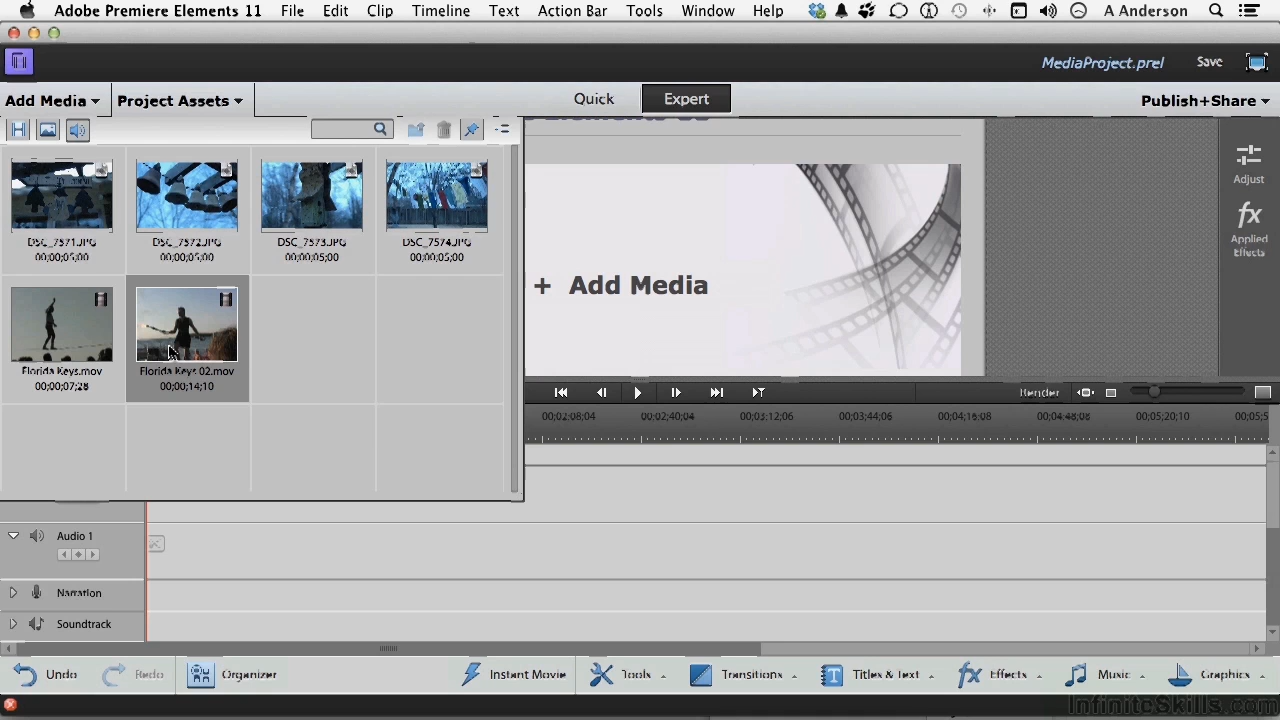 Adobe Premiere Elements 11 File Edit Clip Timeline Text Action Bar Tools Window Help A Anderson
MediaProject.prel Save
Add Media Project Assets Quick Expert Publish+Share
DSC_7571.JPG DSC_7572.JPG DSC_7573.JPG DSC_7574.JPG
00;00;05;00 00;00;05;00 00;00;05;00 00;00;05;00
Florida Keys.mov Florida Keys 02.mov
00;00;07;28 00;00;14;10
+ Add Media
Adjust
fx
Applied
Effects
Render
00;02;08;04 00;02;40;04 00;03;12;06 00;03;44;06 00;04;16;08 00;04;48;08 00;05;20;10 00;05;5
Audio 1
Narration
Soundtrack
Undo Redo Organizer Instant Movie Tools Transitions T Titles & Text fx Effects Music Graphics
InfiniteSkills.com